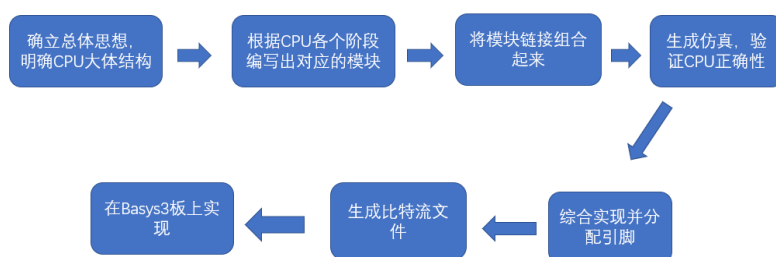 确立总体思想，
明确CPU大体结构
根据CPU各个阶段
编写出对应的模块
将模块链接组合
起来
生成仿真，验
证CPU正确性
综合实现并分
配引脚
生成比特流文
件
在Basys3板上实
现